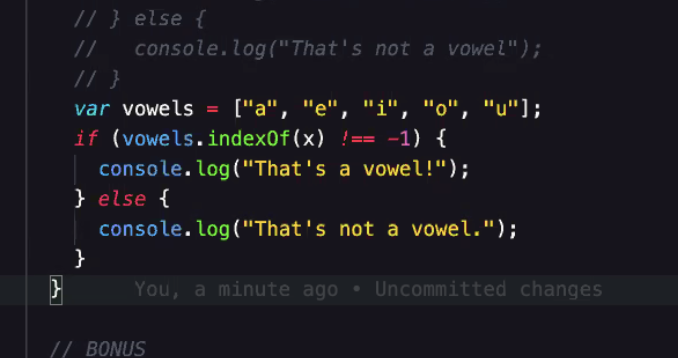 // } else {
//   console.log("That's not a vowel");
// }
var vowels = ["a", "e", "i", "o", "u"];
if (vowels.indexOf(x) !== -1) {
console.log("That's a vowel!");
} else {
console.log("That's not a vowel.");
}
}      You, a minute ago • Uncommitted changes
// BONUS